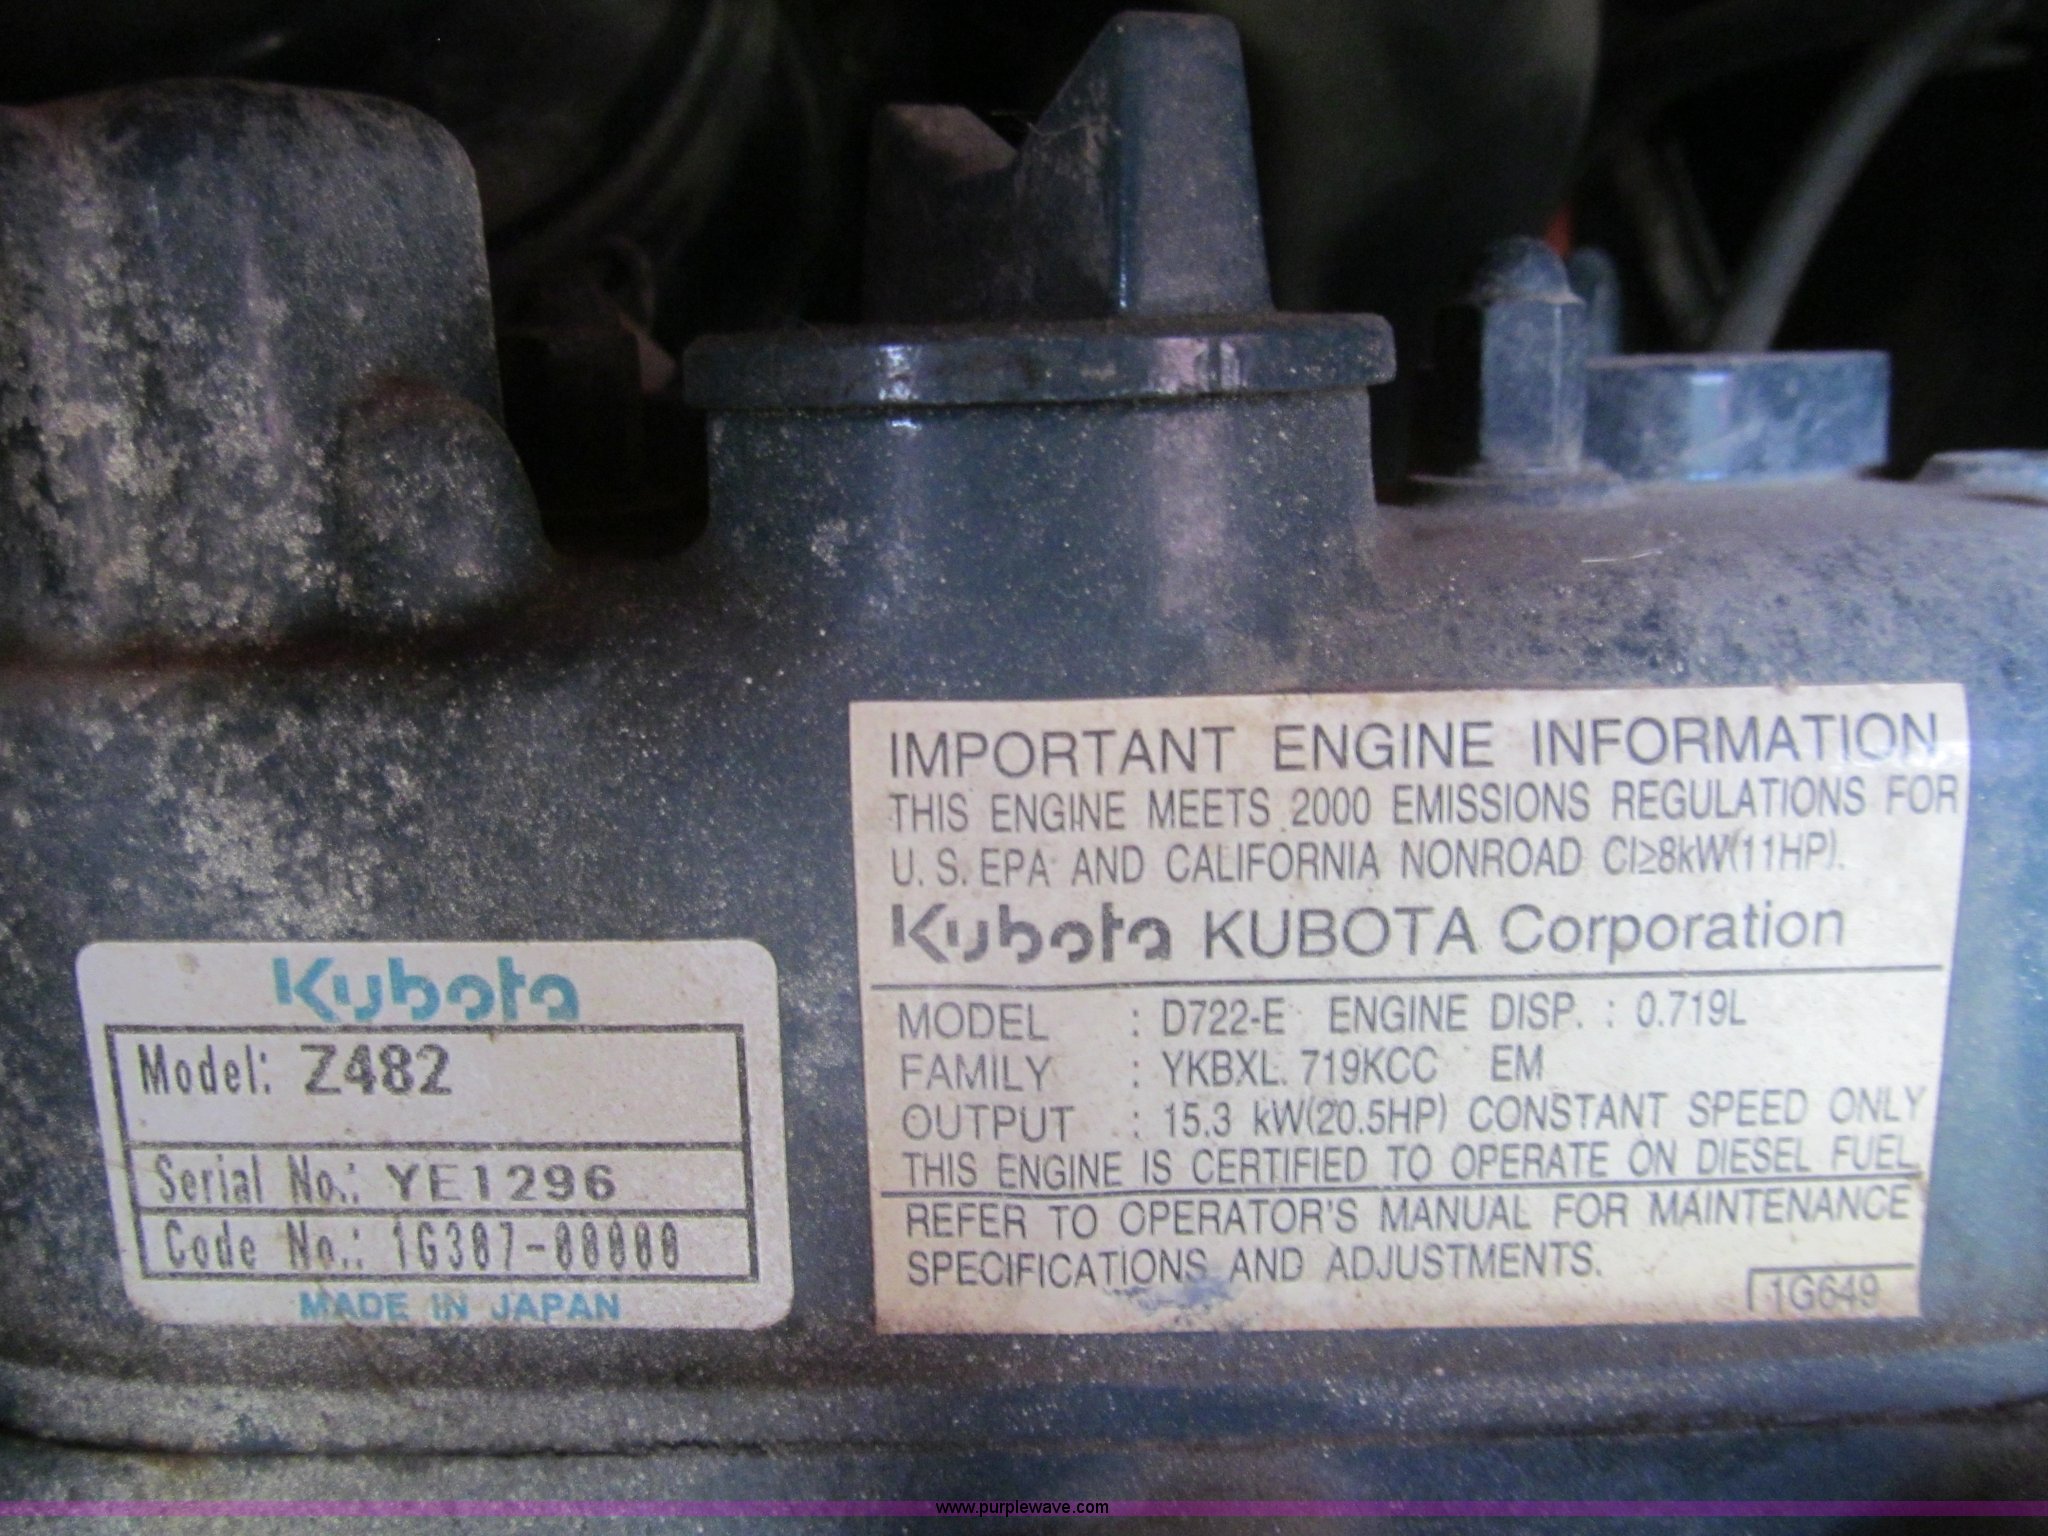 Kubota
Model: Z482
Serial No.: YE1296
Code No.: 1G307-00000
MADE IN JAPAN
IMPORTANT ENGINE INFORMATION
THIS ENGINE MEETS 2000 EMISSIONS REGULATIONS FOR
U. S. EPA AND CALIFORNIA NONROAD CI≥8kW(11HP).
Kubota KUBOTA Corporation
MODEL : D722-E ENGINE DISP. : 0.719L
FAMILY : YKBXL. 719KCC EM
OUTPUT : 15.3 kW(20.5HP) CONSTANT SPEED ONLY
THIS ENGINE IS CERTIFIED TO OPERATE ON DIESEL FUEL.
REFER TO OPERATOR'S MANUAL FOR MAINTENANCE
SPECIFICATIONS AND ADJUSTMENTS.
1G649
www.purplewave.com